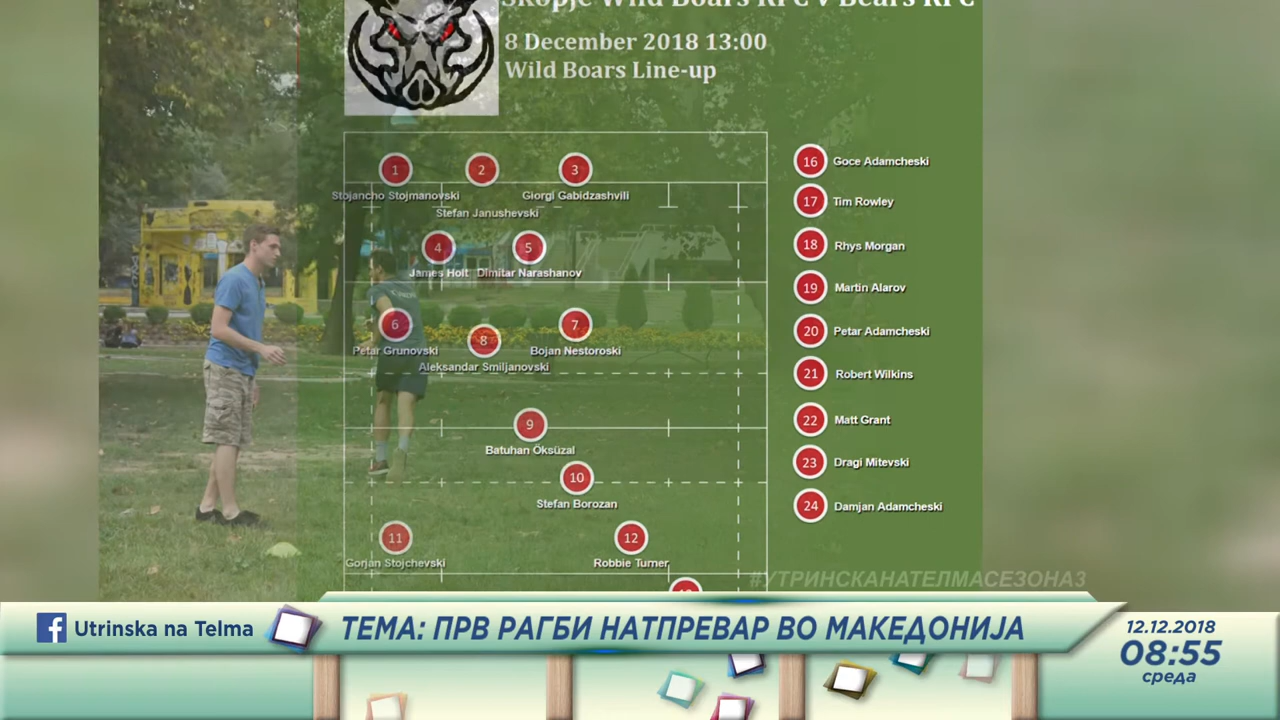 Skopje Wild Boars RFC v Bears RFC
8 December 2018 13:00
Wild Boars Line-up
1
2
3
Stojancho Stojmanovski
Giorgi Gabidzashvili
Stefan Janushevski
4
5
James Holt
Dimitar Narashanov
6
8
7
Petar Grunovski
Bojan Nestoroski
Aleksandar Smiljanovski
9
Batuhan Öksüzal
10
Stefan Borozan
11
12
Gorjan Stojchevski
Robbie Turner
16 Goce Adamcheski
17 Tim Rowley
18 Rhys Morgan
19 Martin Alarov
20 Petar Adamcheski
21 Robert Wilkins
22 Matt Grant
23 Dragi Mitevski
24 Damjan Adamcheski
#УТРИНСКАНАТЕЛМАСЕЗОНА3
Utrinska na Telma
ТЕМА: ПРВ РАГБИ НАТПРЕВАР ВО МАКЕДОНИЈА
12.12.2018
08:55
среда